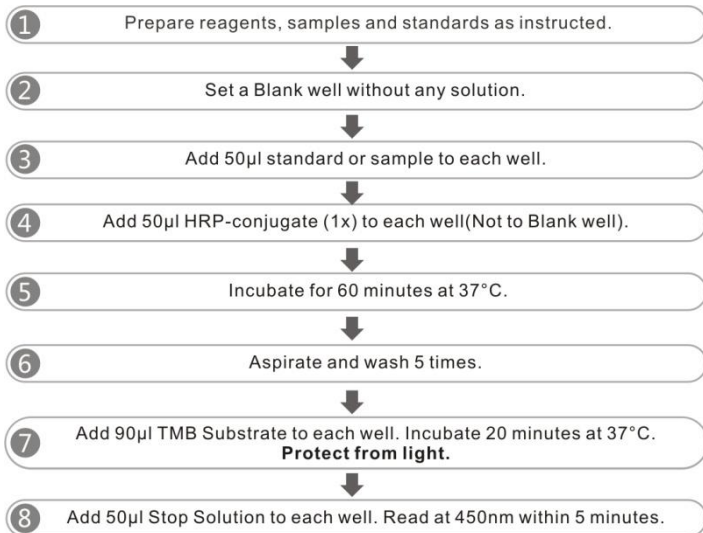 1 Prepare reagents, samples and standards as instructed.
2 Set a Blank well without any solution.
3 Add 50μl standard or sample to each well.
4 Add 50μl HRP-conjugate (1x) to each well(Not to Blank well).
5 Incubate for 60 minutes at 37°C.
6 Aspirate and wash 5 times.
7 Add 90μl TMB Substrate to each well. Incubate 20 minutes at 37°C.
Protect from light.
8 Add 50μl Stop Solution to each well. Read at 450nm within 5 minutes.